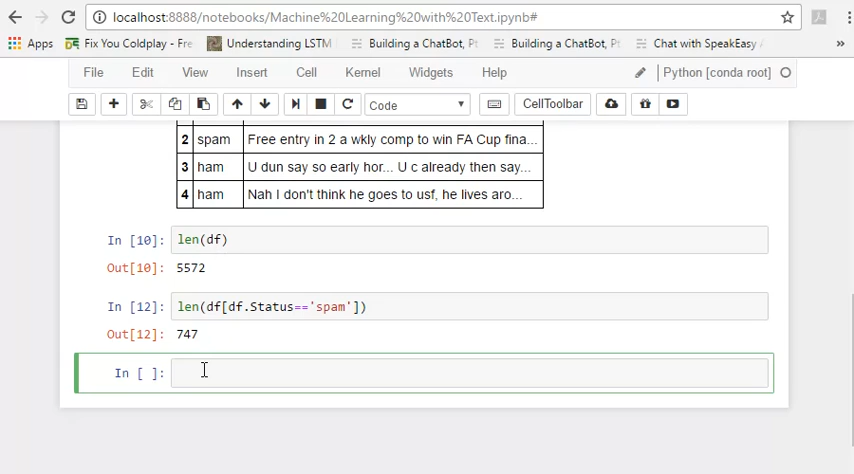 localhost:8888/notebooks/Machine%20Learning%20with%20Text.ipynb#
Apps Fix You Coldplay - Fre Understanding LSTM Building a ChatBot, Pt Building a ChatBot, Pt Chat with SpeakEasy »
File Edit View Insert Cell Kernel Widgets Help Python [conda root]
Code CellToolbar
2 spam Free entry in 2 a wkly comp to win FA Cup fina...
3 ham U dun say so early hor... U c already then say...
4 ham Nah I don't think he goes to usf, he lives aro...
In [10]: len(df)
Out[10]: 5572
In [12]: len(df[df.Status=='spam'])
Out[12]: 747
In [ ]: